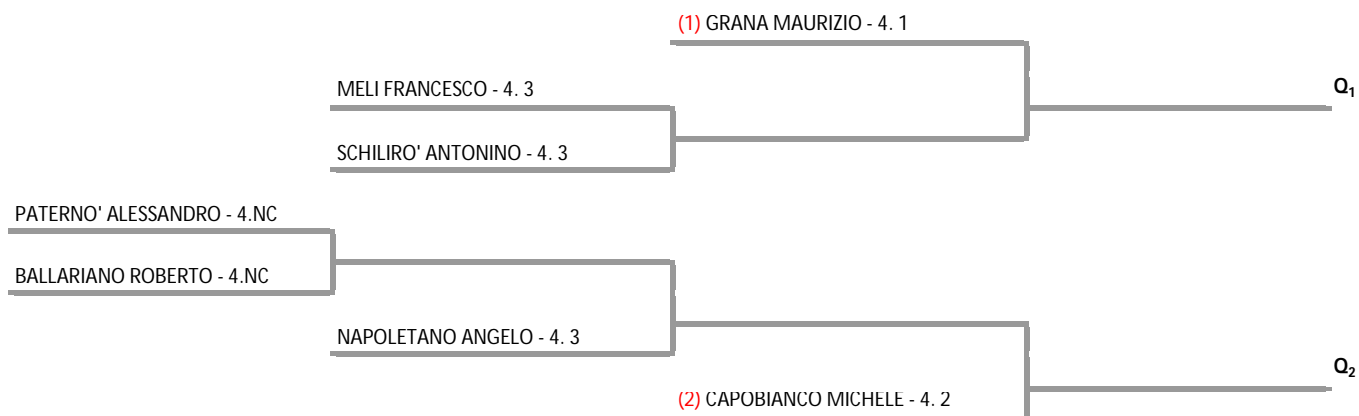 (1) GRANA MAURIZIO - 4. 1
MELI FRANCESCO - 4. 3
Q1
SCHILIRO' ANTONINO - 4. 3
PATERNO' ALESSANDRO - 4.NC
BALLARIANO ROBERTO - 4.NC
NAPOLETANO ANGELO - 4. 3
Q2
(2) CAPOBIANCO MICHELE - 4. 2